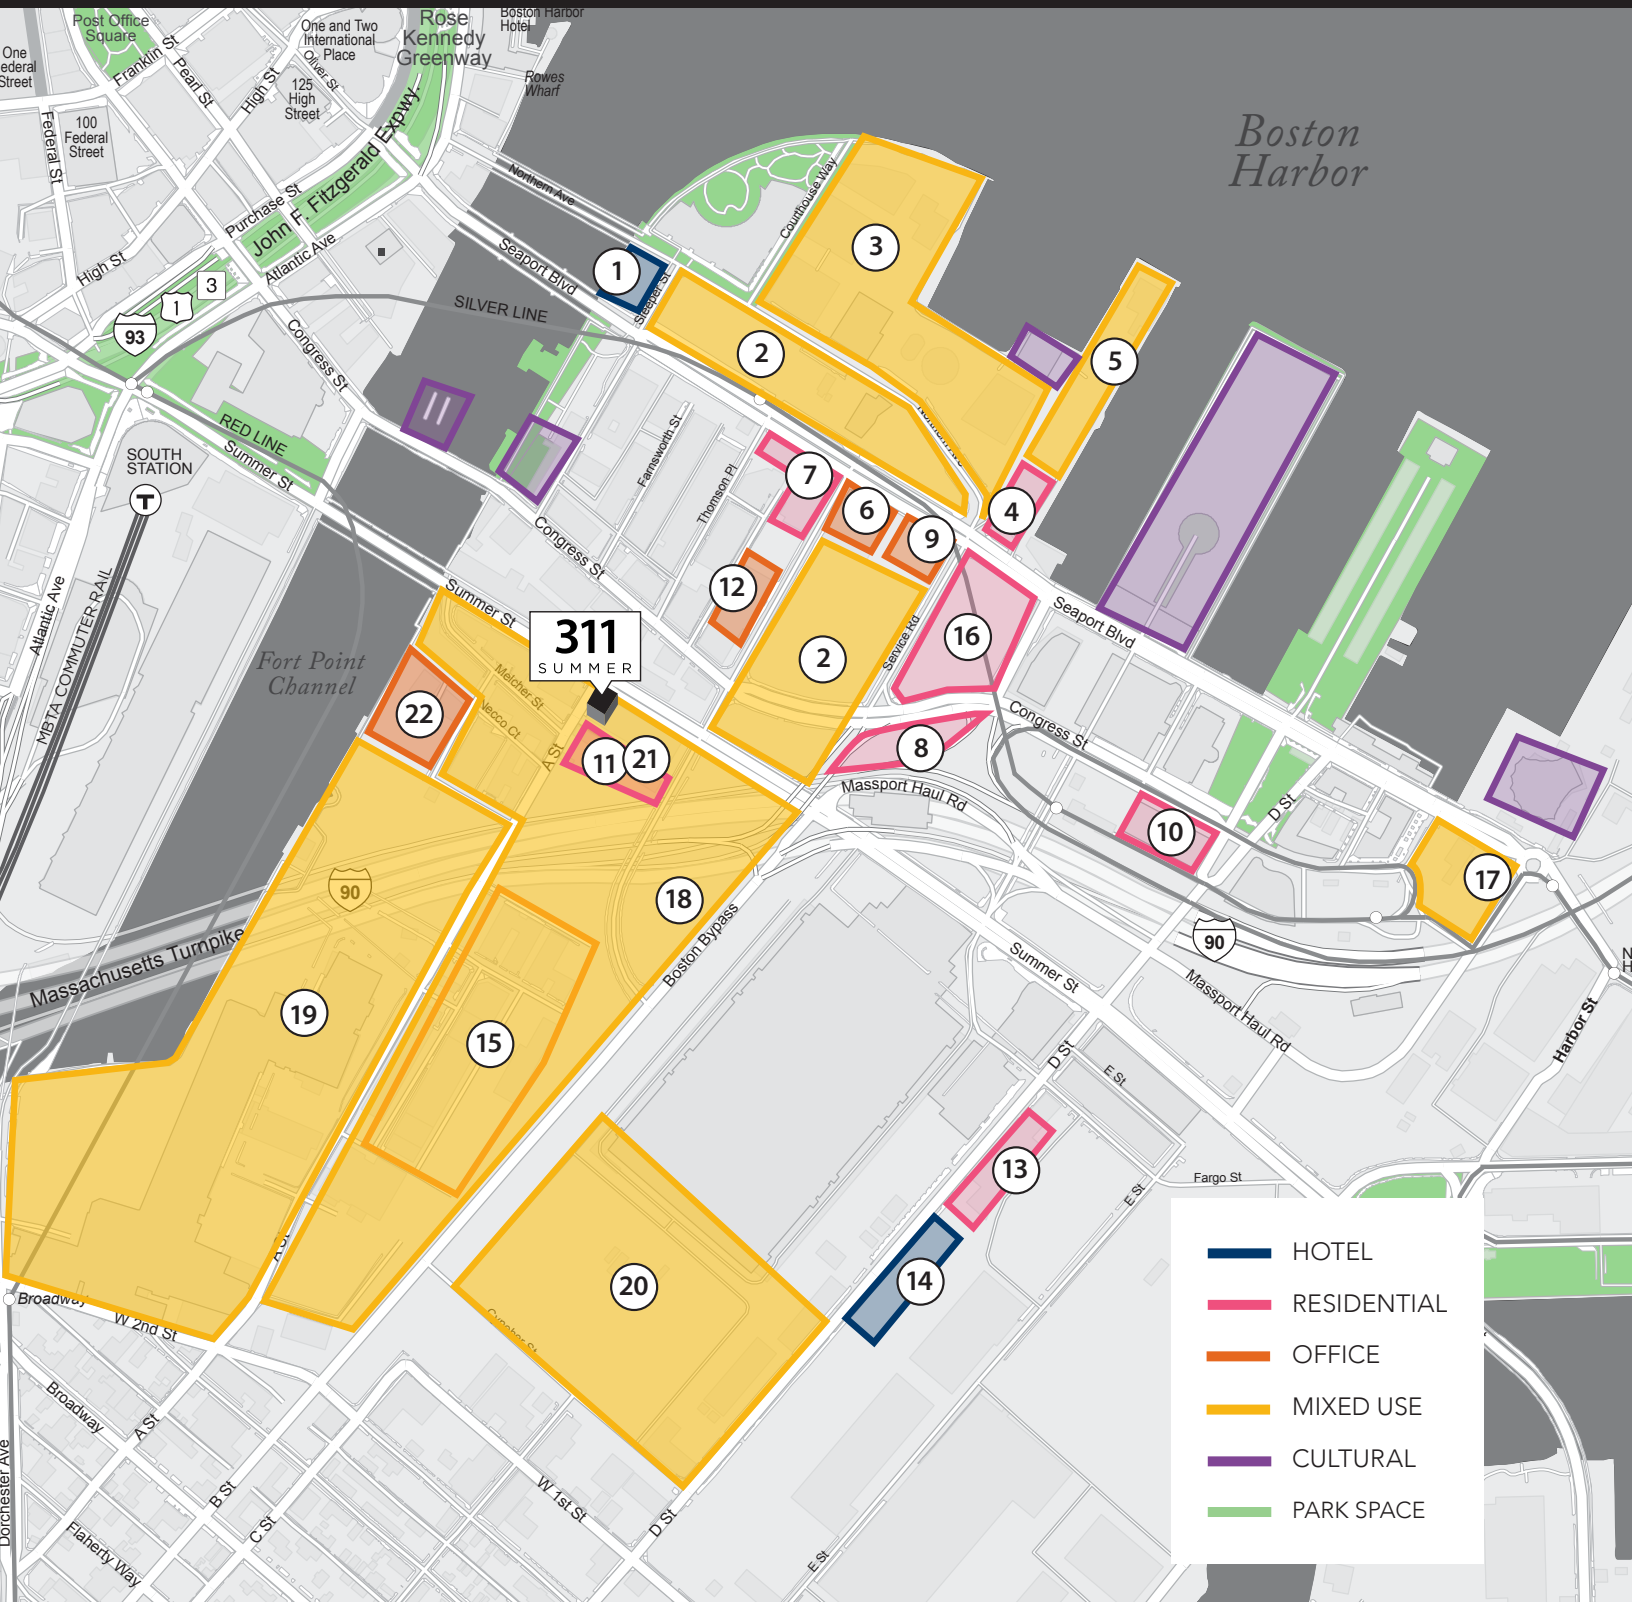 Post Office
Square
One
ederal
Street
Franklin St
Pearl St
High St
One and Two
International
Place
Oliver St
125
High
Street
Rose
Kennedy
Greenway
Boston Harbor
Hotel
Rowes
Wharf
100
Federal
Street
Federal St
Purchase St
John F. Fitzgerald Expwy.
Atlantic Ave
High St
3
1
93
Northern Ave
Seaport Blvd
SILVER LINE
Congress St
Courthouse Way
Sleeper St
Boston
Harbor
1
2
3
5
RED LINE
Summer St
SOUTH
STATION
T
Farnsworth St
Thomson Pl
Congress St
7
6
9
4
12
Atlantic Ave
MBTA COMMUTER RAIL
Fort Point
Channel
Summer St
311
SUMMER
Melcher St
Necco Ct
A St
2
Service Rd
16
Seaport Blvd
22
11
21
8
Congress St
Massport Haul Rd
10
D St
17
90
18
Boston Bypass
90
Massachusetts Turnpike
Summer St
Massport Haul Rd
Harbor St
N
H
19
15
D St
E St
13
E St
Fargo St
14
20
A St
Broadway
W 2nd St
Broadway
A St
B St
C St
Flaherty Way
Dorchester Ave
W 1st St
D St
E St
HOTEL
RESIDENTIAL
OFFICE
MIXED USE
CULTURAL
PARK SPACE